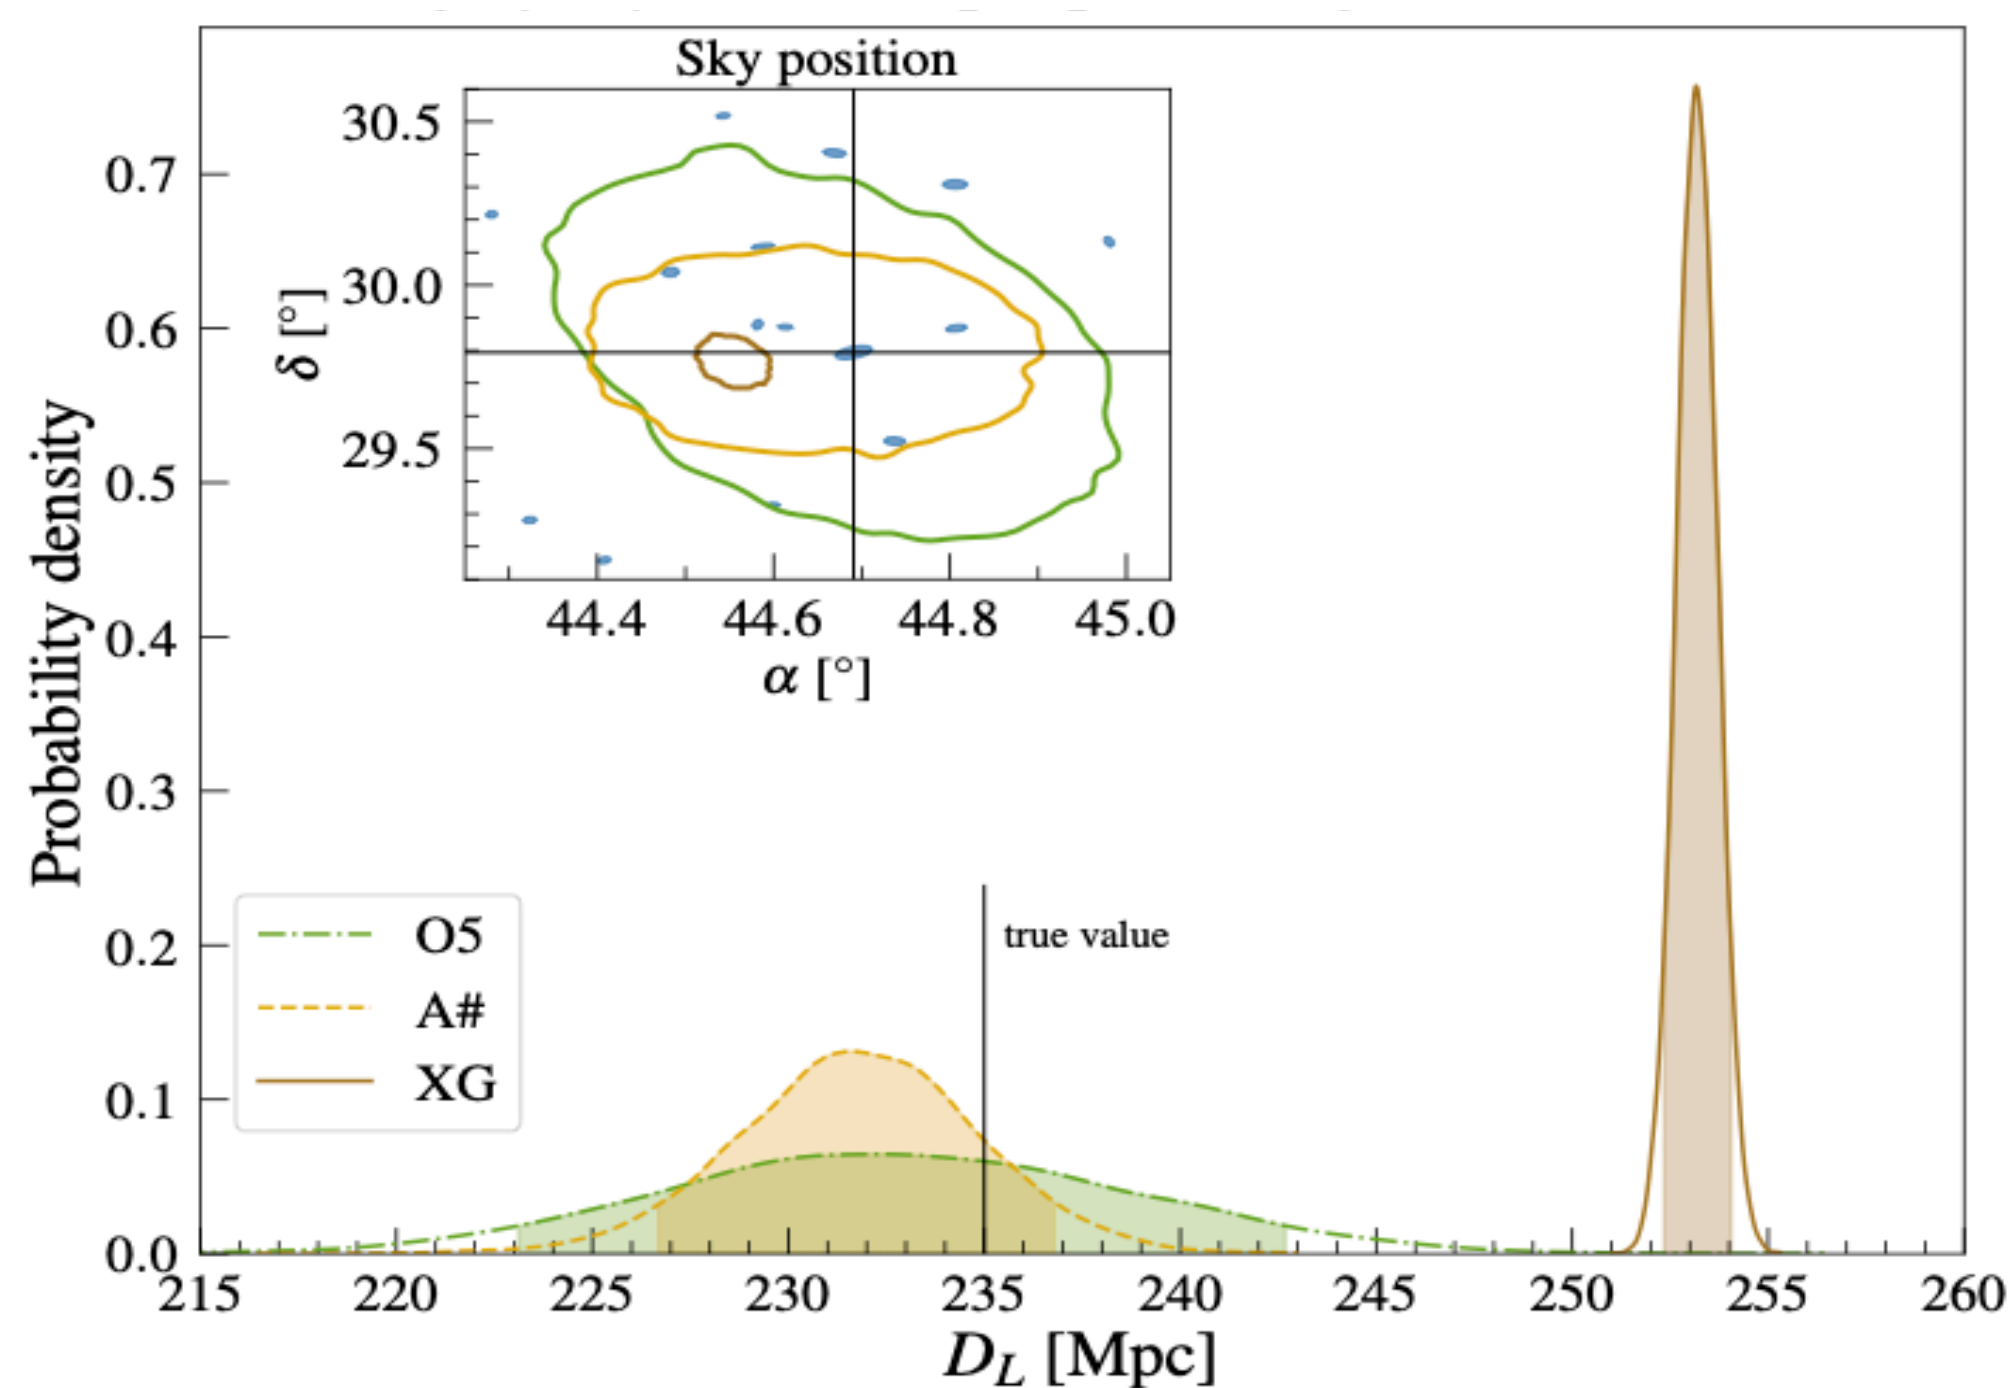 Sky position
30.5
30.0
29.5
δ [°]
44.4 44.6 44.8 45.0
α [°]
0.7
0.6
0.5
0.4
0.3
0.2
0.1
0.0
Probability density
true value
O5
A#
XG
215 220 225 230 235 240 245 250 255 260
D_L [Mpc]